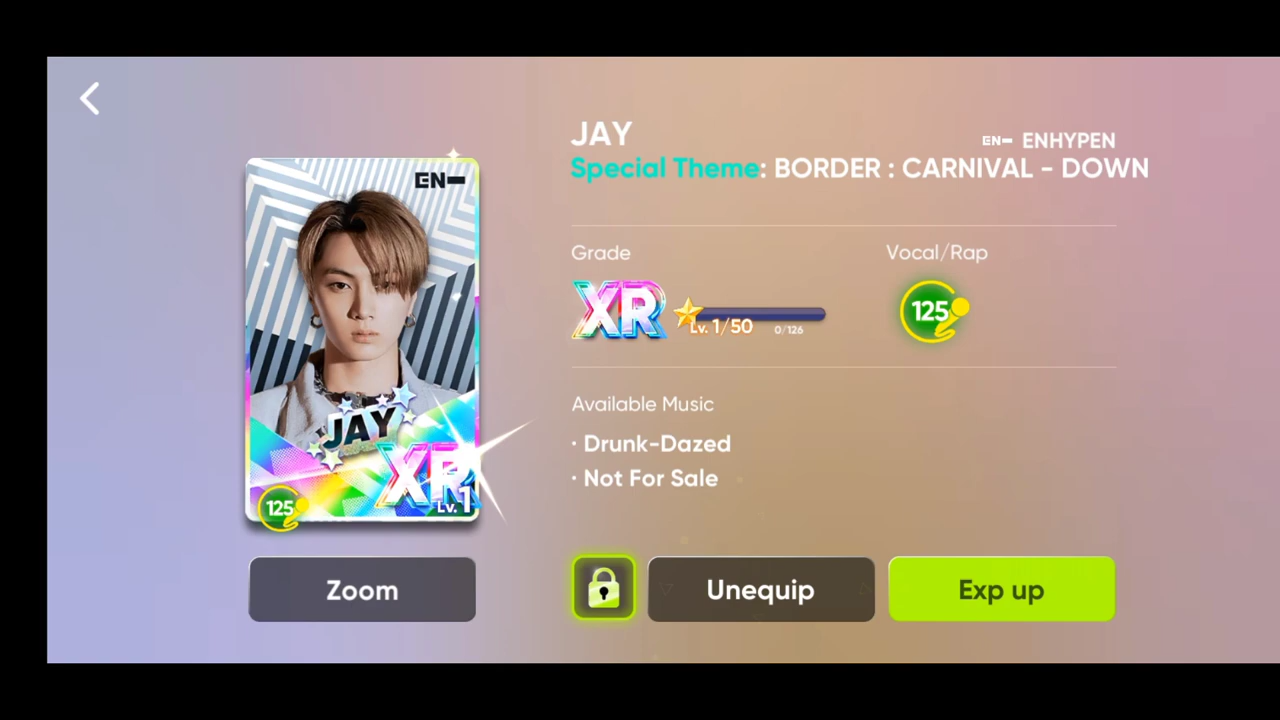 JAY
EN- ENHYPEN
Special Theme: BORDER : CARNIVAL - DOWN
EN-
Grade
Vocal/Rap
XR
Lv. 1/50
0/126
125
Available Music
· Drunk-Dazed
· Not For Sale
JAY
XR
125
Lv.1
Zoom
Unequip
Exp up